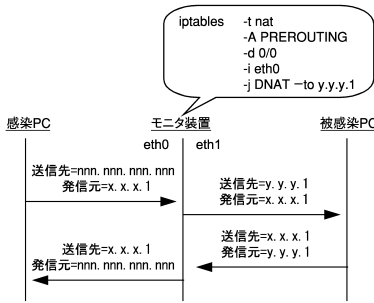 iptables -t nat
-A PREROUTING
-d 0/0
-i eth0
-j DNAT －to y.y.y.1
感染PC
モニタ装置
被感染PC
eth0
eth1
送信先=nnn. nnn. nnn. nnn
発信元=x. x. x. 1
送信先=y. y. y. 1
発信元=x. x. x. 1
送信先=x. x. x. 1
発信元=y. y. y. 1
送信先=x. x. x. 1
発信元=nnn. nnn. nnn. nnn